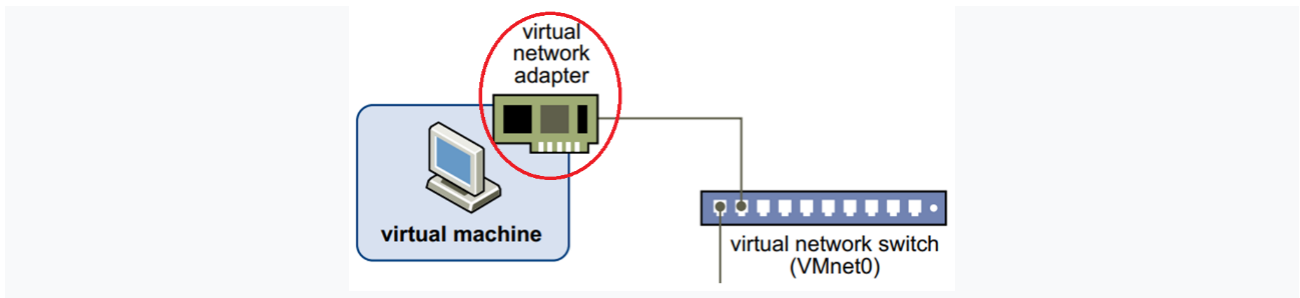 virtual
network
adapter
virtual machine
virtual network switch
(VMnet0)